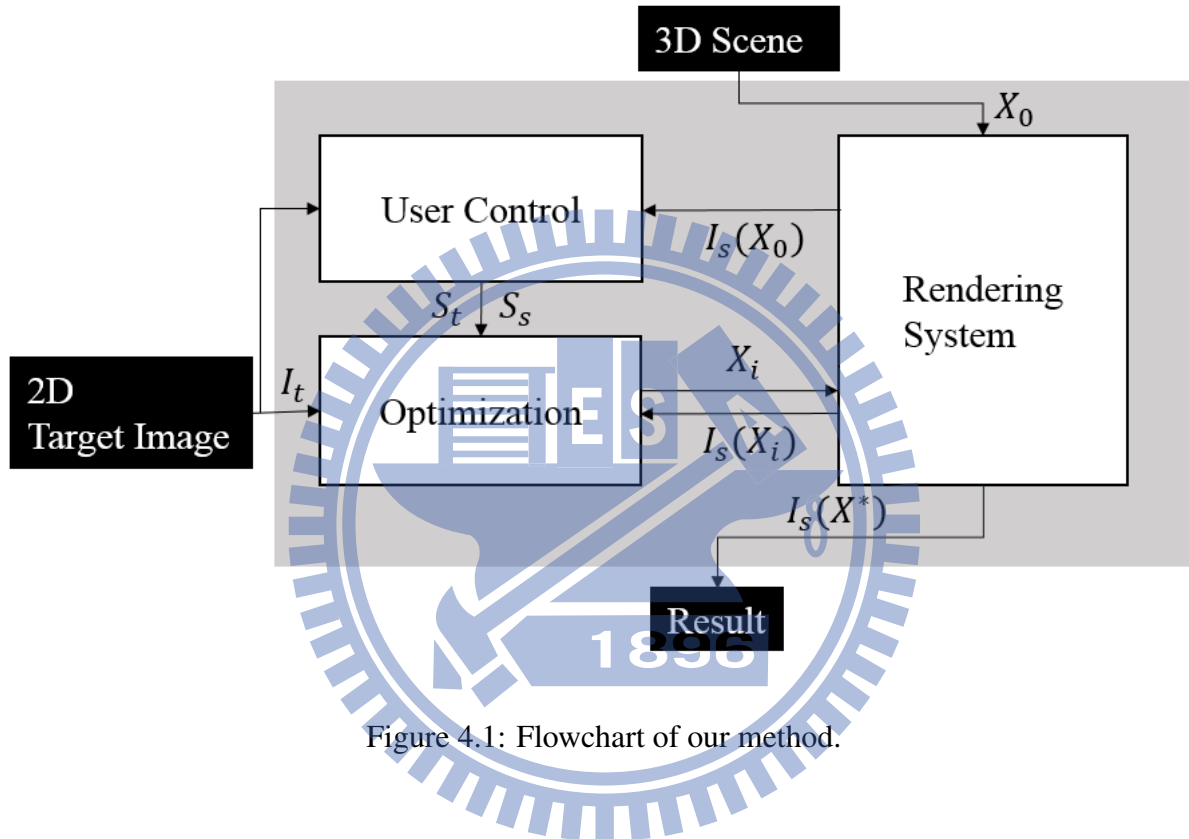 3D Scene
X_0
User Control
I_s(X_0)
Rendering
System
S_t S_s
2D
Target Image
I_t
Optimization
X_i
I_s(X_i)
I_s(X^*)
Result
E S A
1896
Figure 4.1: Flowchart of our method.